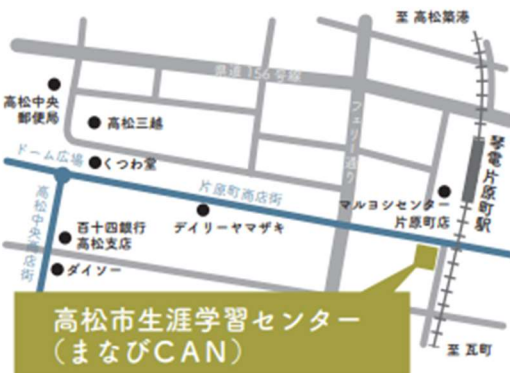 至 高松築港
県道156号線
高松中央
郵便局
高松三越
フェリー通り
琴電片原町駅
ドーム広場
くつわ堂
片原町商店街
マルヨシセンター
片原町店
高松中央商店街
百十四銀行
高松支店
デイリーヤマザキ
ダイソー
高松市生涯学習センター
（まなびCAN）
至 瓦町